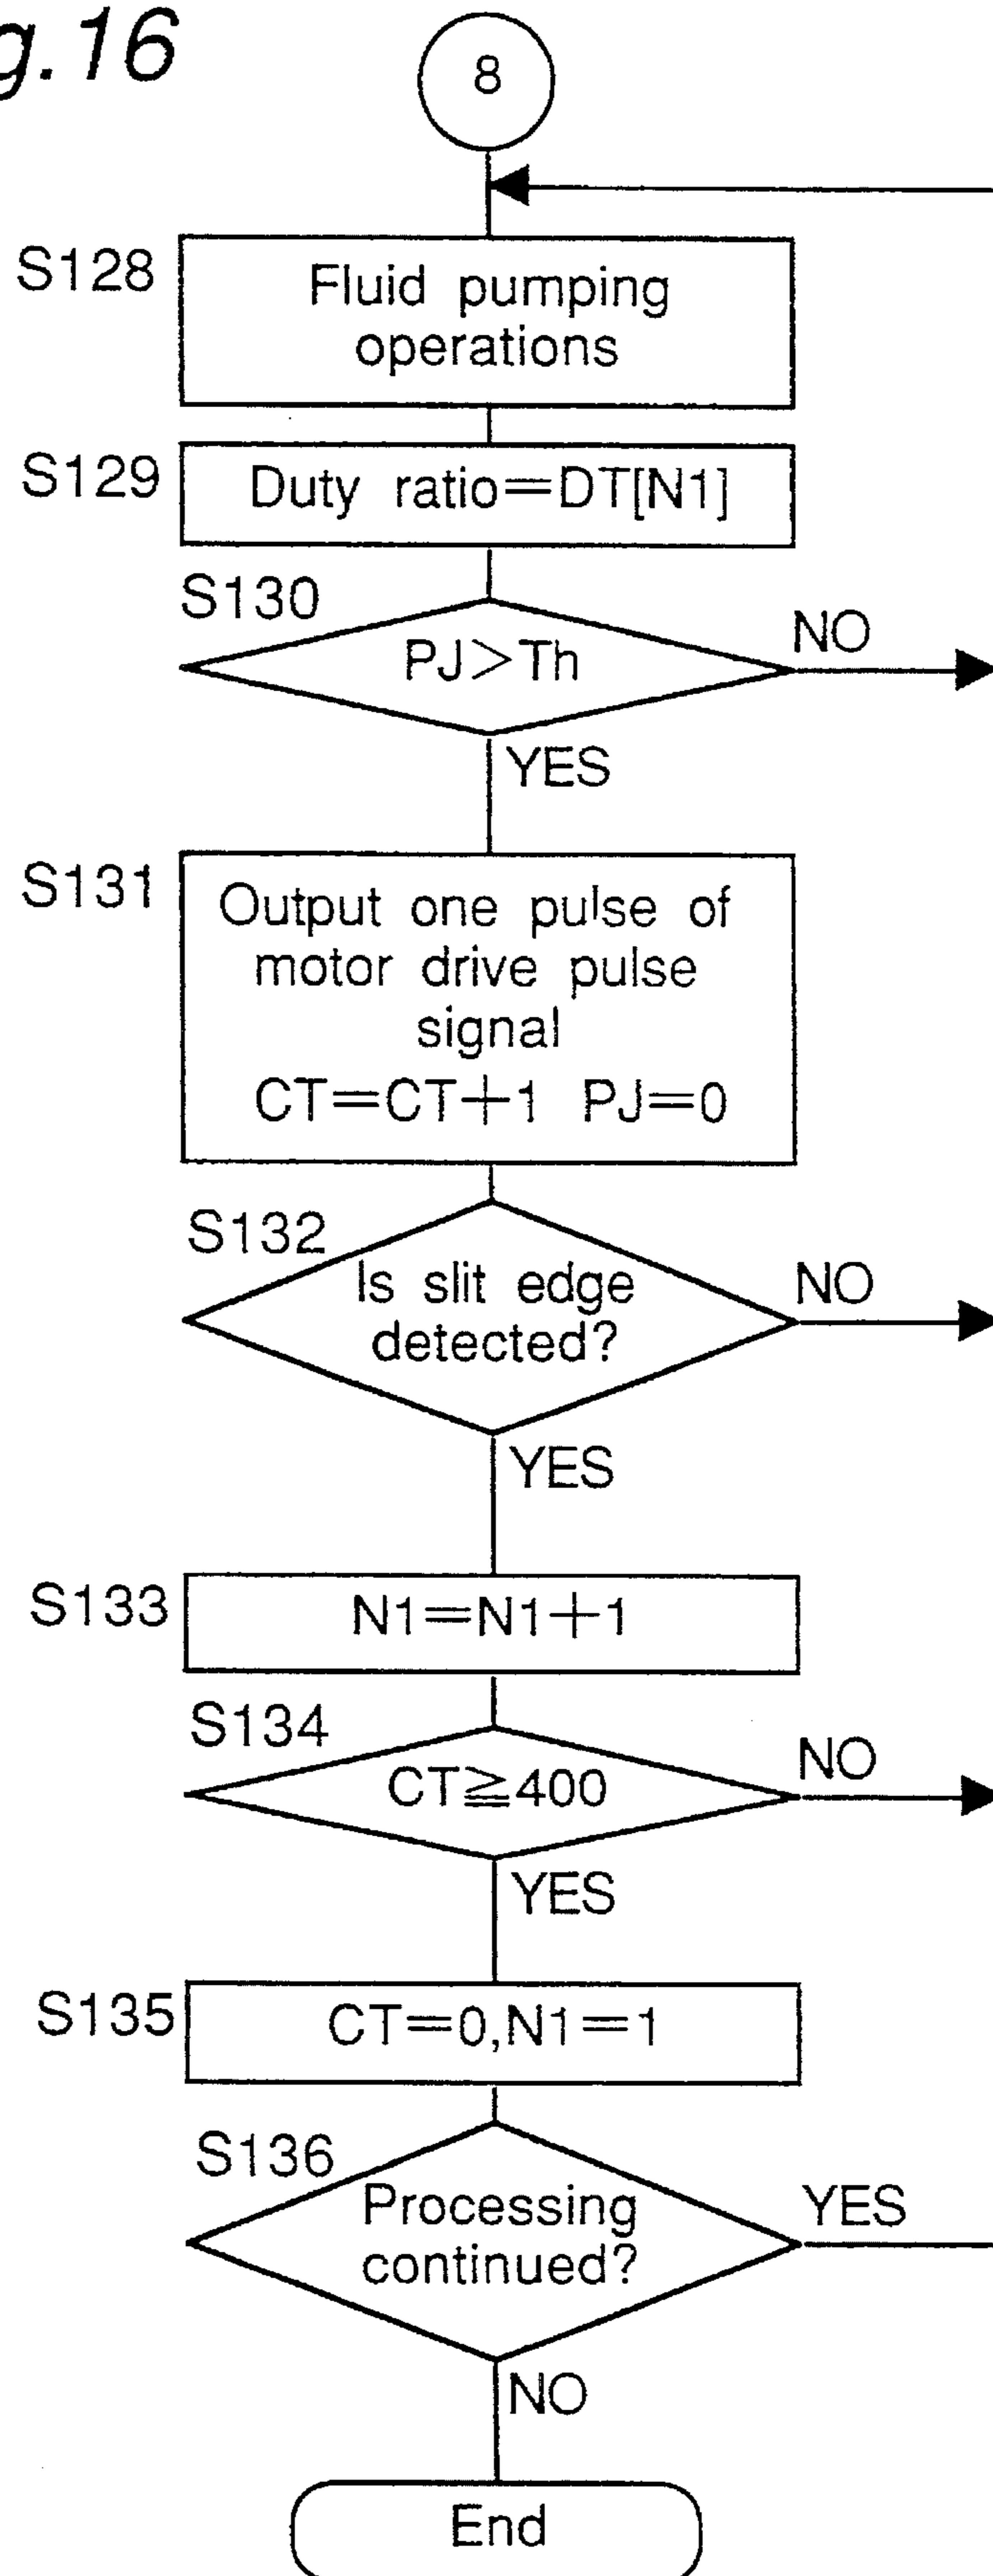 g.16
8
S128
Fluid pumping
operations
S129
Duty ratio=DT[N1]
S130
PJ>Th
NO
YES
S131
Output one pulse of
motor drive pulse
signal
CT=CT+1 PJ=0
S132
Is slit edge
detected?
NO
YES
S133
N1=N1+1
S134
CT≧400
NO
YES
S135
CT=0,N1=1
S136
Processing
continued?
YES
NO
End